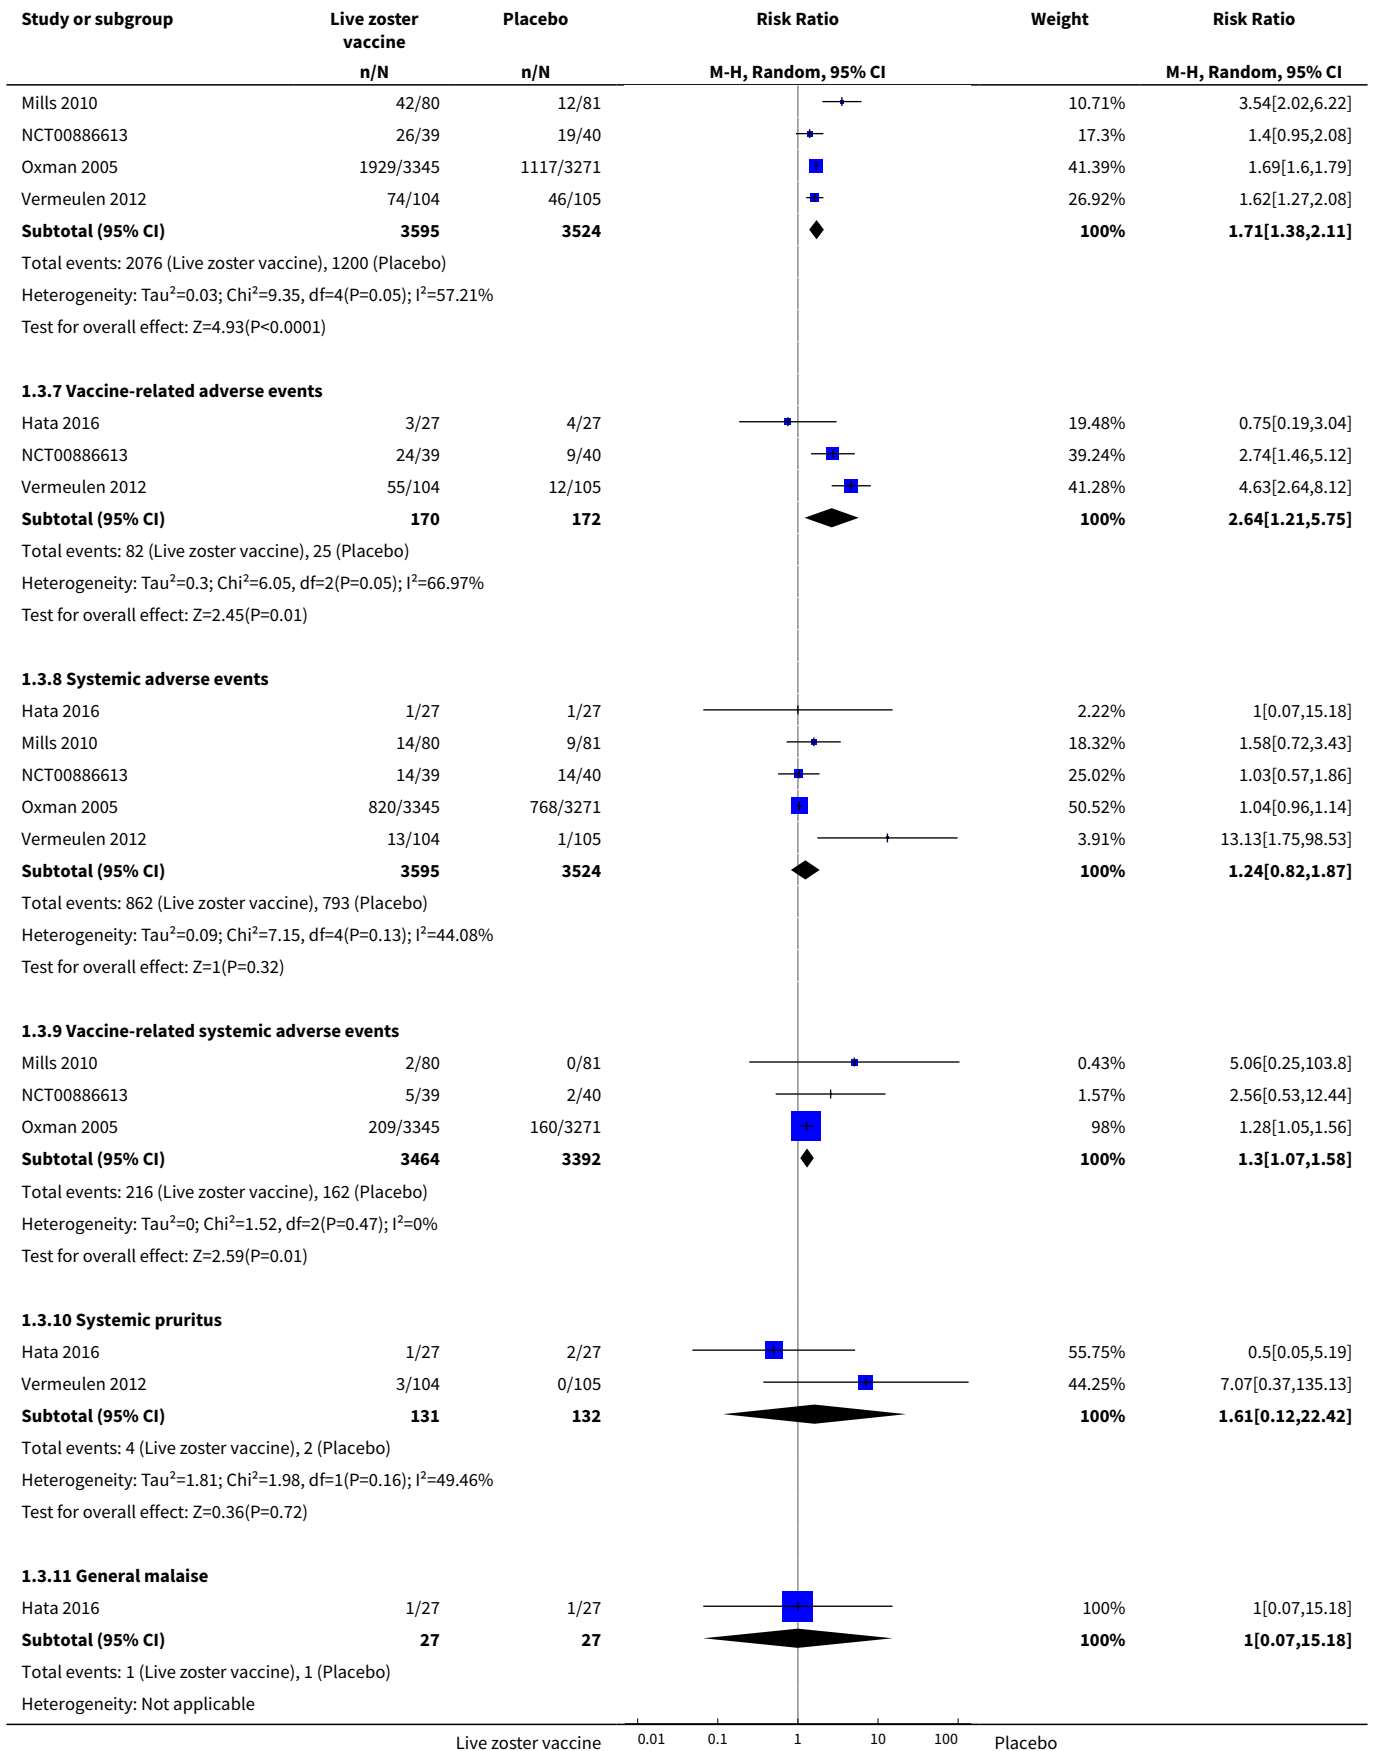 Study or subgroup Live zoster vaccine Placebo Risk Ratio Weight Risk Ratio
n/N n/N M-H, Random, 95% CI M-H, Random, 95% CI
Mills 2010 42/80 12/81 10.71% 3.54[2.02,6.22]
NCT00886613 26/39 19/40 17.3% 1.4[0.95,2.08]
Oxman 2005 1929/3345 1117/3271 41.39% 1.69[1.6,1.79]
Vermeulen 2012 74/104 46/105 26.92% 1.62[1.27,2.08]
Subtotal (95% CI) 3595 3524 100% 1.71[1.38,2.11]
Total events: 2076 (Live zoster vaccine), 1200 (Placebo)
Heterogeneity: Tau²=0.03; Chi²=9.35, df=4(P=0.05); I²=57.21%
Test for overall effect: Z=4.93(P<0.0001)
1.3.7 Vaccine-related adverse events
Hata 2016 3/27 4/27 19.48% 0.75[0.19,3.04]
NCT00886613 24/39 9/40 39.24% 2.74[1.46,5.12]
Vermeulen 2012 55/104 12/105 41.28% 4.63[2.64,8.12]
Subtotal (95% CI) 170 172 100% 2.64[1.21,5.75]
Total events: 82 (Live zoster vaccine), 25 (Placebo)
Heterogeneity: Tau²=0.3; Chi²=6.05, df=2(P=0.05); I²=66.97%
Test for overall effect: Z=2.45(P=0.01)
1.3.8 Systemic adverse events
Hata 2016 1/27 1/27 2.22% 1[0.07,15.18]
Mills 2010 14/80 9/81 18.32% 1.58[0.72,3.43]
NCT00886613 14/39 14/40 25.02% 1.03[0.57,1.86]
Oxman 2005 820/3345 768/3271 50.52% 1.04[0.96,1.14]
Vermeulen 2012 13/104 1/105 3.91% 13.13[1.75,98.53]
Subtotal (95% CI) 3595 3524 100% 1.24[0.82,1.87]
Total events: 862 (Live zoster vaccine), 793 (Placebo)
Heterogeneity: Tau²=0.09; Chi²=7.15, df=4(P=0.13); I²=44.08%
Test for overall effect: Z=1(P=0.32)
1.3.9 Vaccine-related systemic adverse events
Mills 2010 2/80 0/81 0.43% 5.06[0.25,103.8]
NCT00886613 5/39 2/40 1.57% 2.56[0.53,12.44]
Oxman 2005 209/3345 160/3271 98% 1.28[1.05,1.56]
Subtotal (95% CI) 3464 3392 100% 1.3[1.07,1.58]
Total events: 216 (Live zoster vaccine), 162 (Placebo)
Heterogeneity: Tau²=0; Chi²=1.52, df=2(P=0.47); I²=0%
Test for overall effect: Z=2.59(P=0.01)
1.3.10 Systemic pruritus
Hata 2016 1/27 2/27 55.75% 0.5[0.05,5.19]
Vermeulen 2012 3/104 0/105 44.25% 7.07[0.37,135.13]
Subtotal (95% CI) 131 132 100% 1.61[0.12,22.42]
Total events: 4 (Live zoster vaccine), 2 (Placebo)
Heterogeneity: Tau²=1.81; Chi²=1.98, df=1(P=0.16); I²=49.46%
Test for overall effect: Z=0.36(P=0.72)
1.3.11 General malaise
Hata 2016 1/27 1/27 100% 1[0.07,15.18]
Subtotal (95% CI) 27 27 100% 1[0.07,15.18]
Total events: 1 (Live zoster vaccine), 1 (Placebo)
Heterogeneity: Not applicable
Live zoster vaccine 0.01 0.1 1 10 100 Placebo